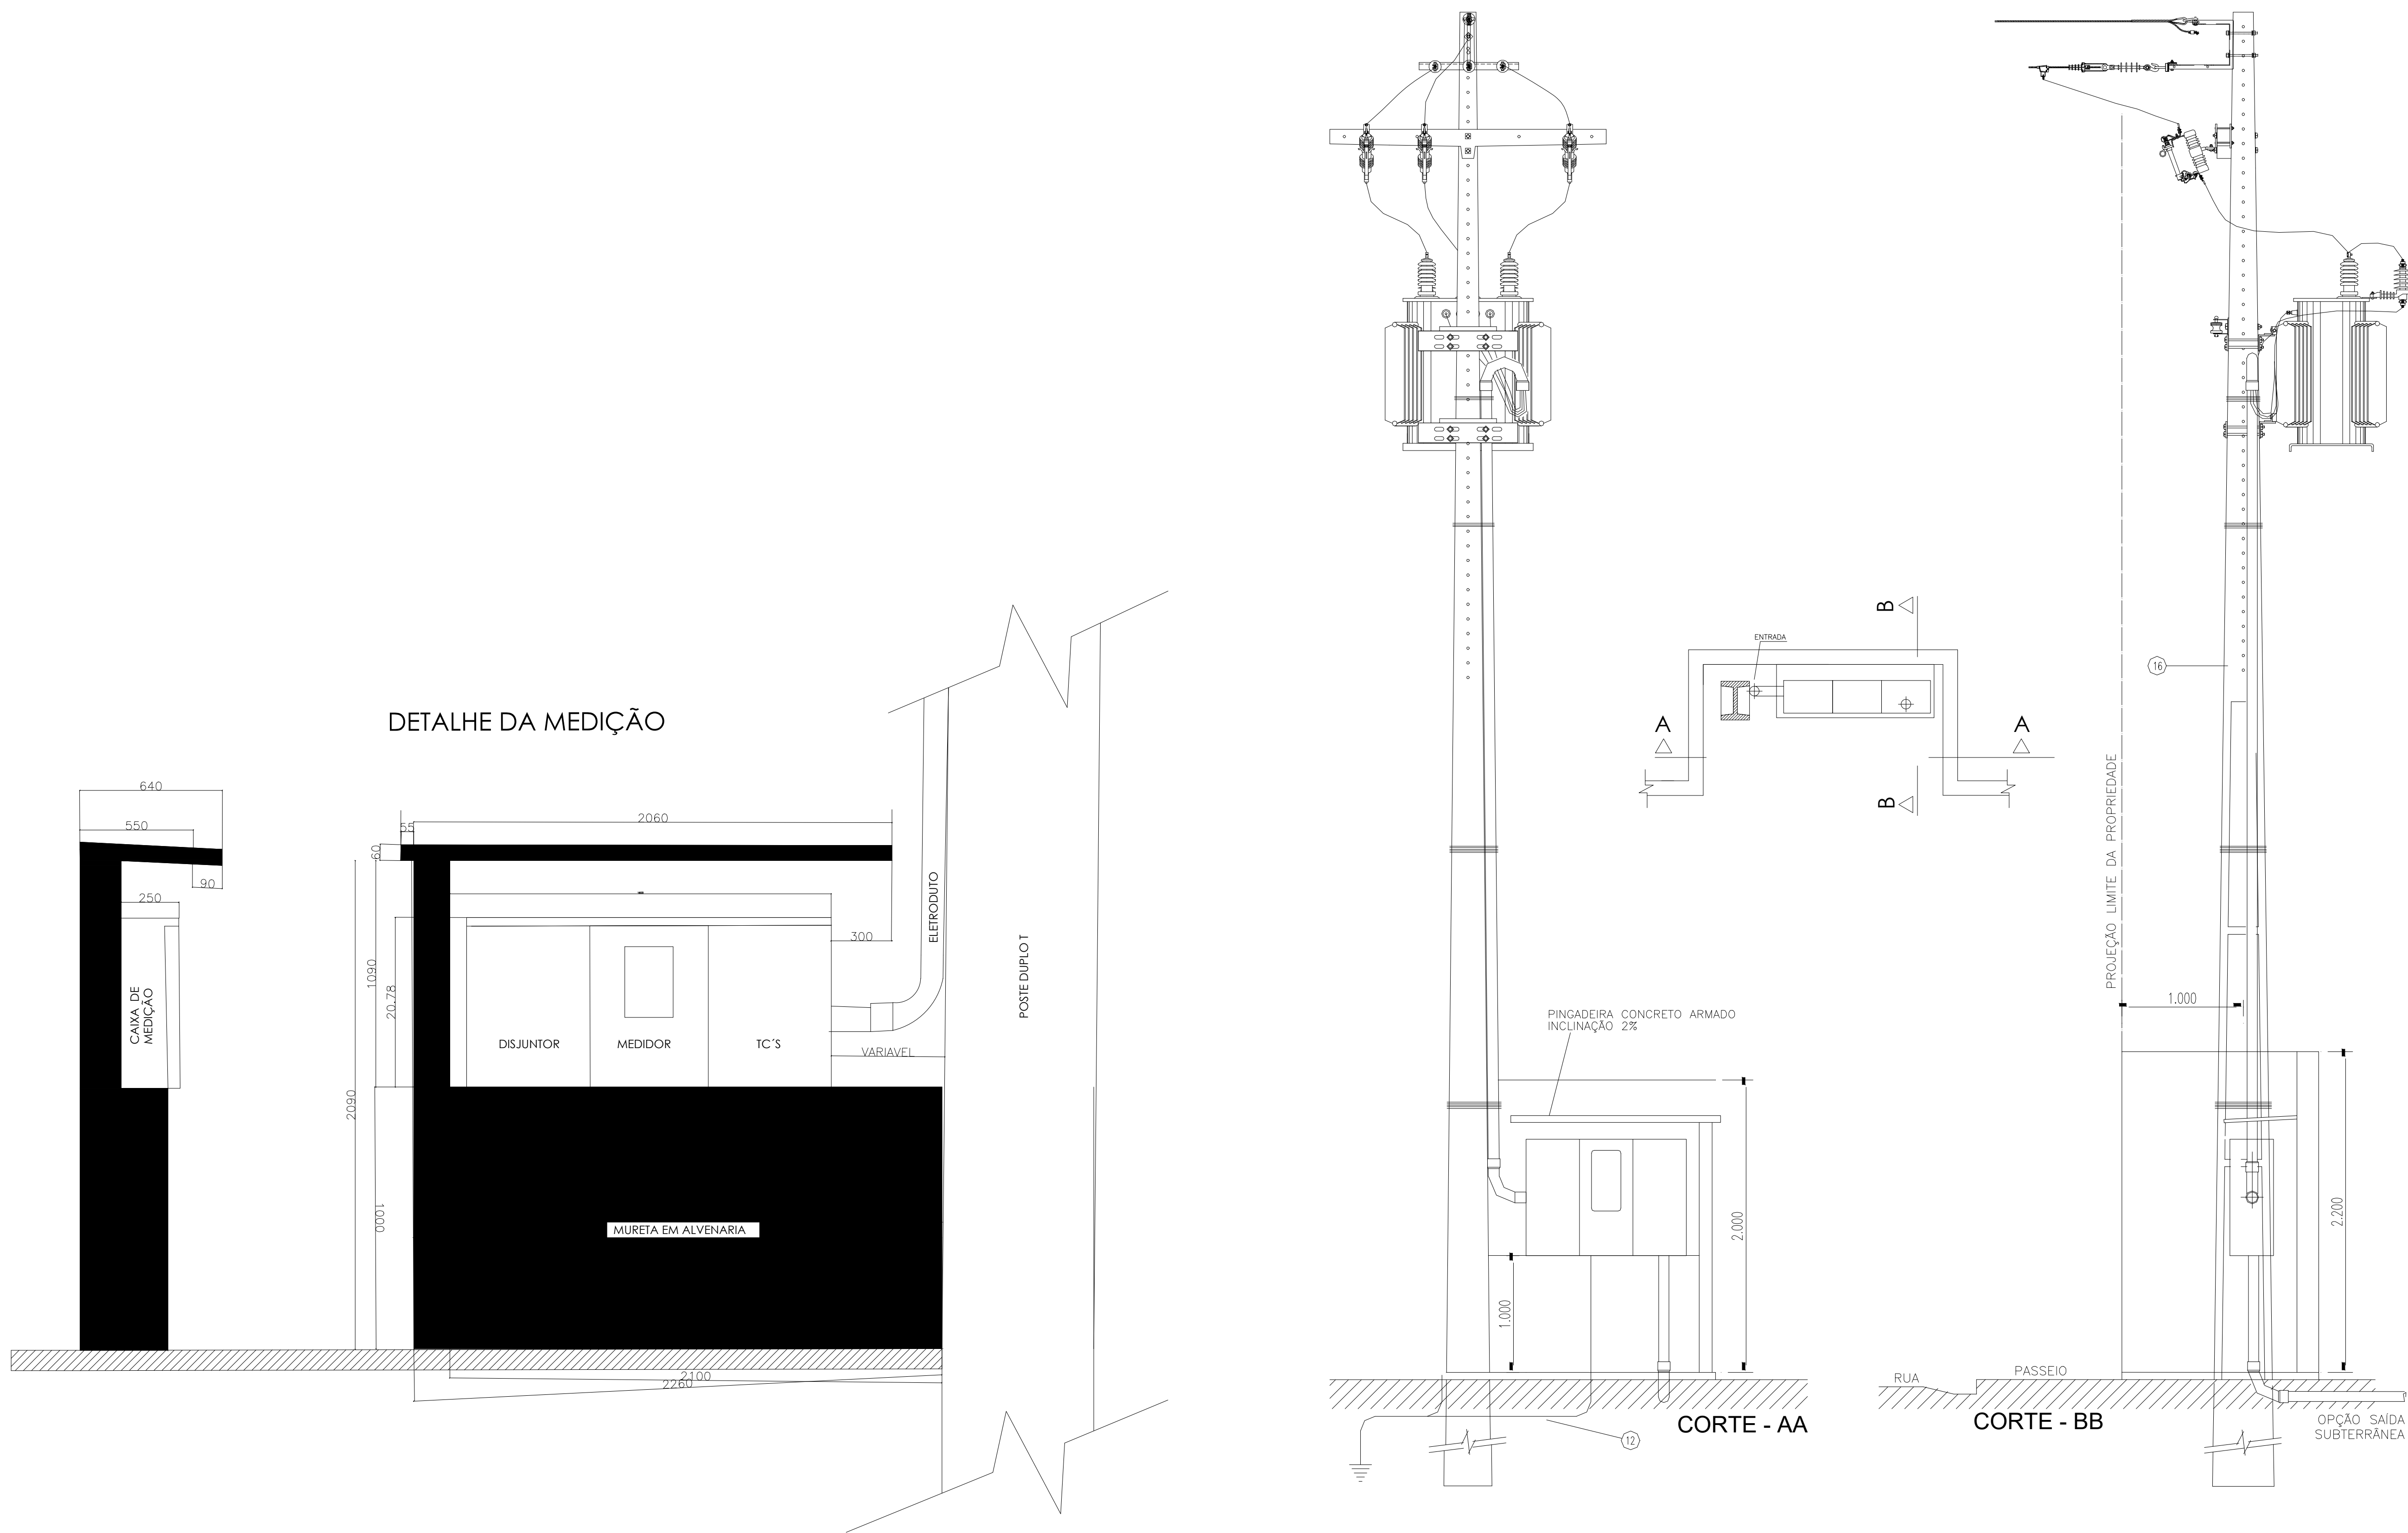 DETALHE DA MEDIÇÃO
640
550
90
250
CAIXA DE
MEDIÇÃO
55
2060
60
300
1090
20,78
2090
1000
DISJUNTOR
MEDIDOR
TC´S
VARIAVEL
ELETRODUTO
POSTE DUPLO T
MURETA EM ALVENARIA
2100
2260
PINGADEIRA CONCRETO ARMADO
INCLINAÇÃO 2%
1.000
2.000
12
CORTE - AA
ENTRADA
B
A
A
B
16
PROJEÇÃO LIMITE DA PROPRIEDADE
1.000
2.200
RUA
PASSEIO
CORTE - BB
OPÇÃO SAÍDA
SUBTERRÂNEA